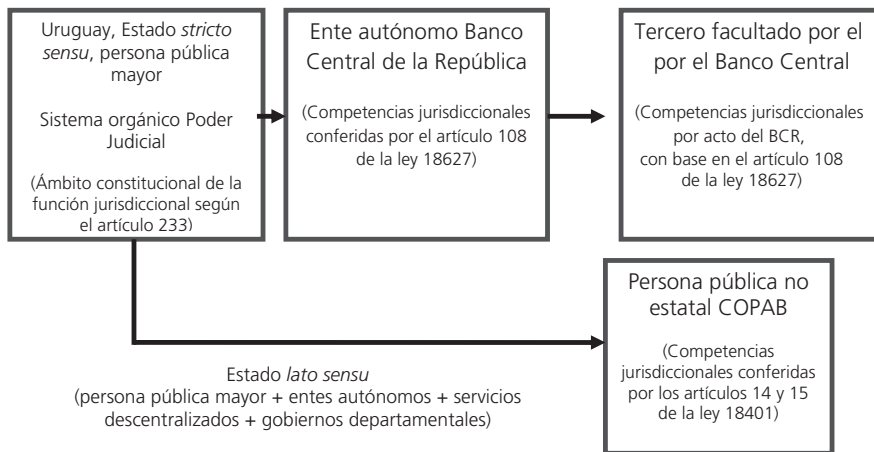 Uruguay, Estado stricto
sensu, persona pública
mayor
Sistema orgánico Poder
Judicial
(Ámbito constitucional de la
función jurisdiccional según
el artículo 233)
Ente autónomo Banco
Central de la República
(Competencias jurisdiccionales
conferidas por el artículo 108
de la ley 18627)
Tercero facultado por el
por el Banco Central
(Competencias jurisdiccionales
por acto del BCR,
con base en el artículo 108
de la ley 18627)
Persona pública no
estatal COPAB
(Competencias
jurisdiccionales conferidas
por los artículos 14 y 15
de la ley 18401)
Estado lato sensu
(persona pública mayor + entes autónomos + servicios
descentralizados + gobiernos departamentales)